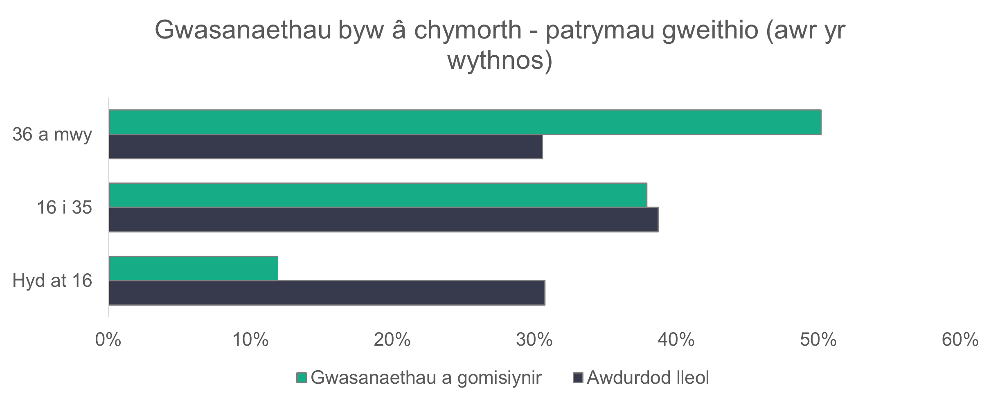 Gwasanaethau byw â chymorth - patrymau gweithio (awr yr
wythnos)
36 a mwy
16 i 35
Hyd at 16
0% 10% 20% 30% 40% 50% 60%
Gwasanaethau a gomisiynir Awdurdod lleol